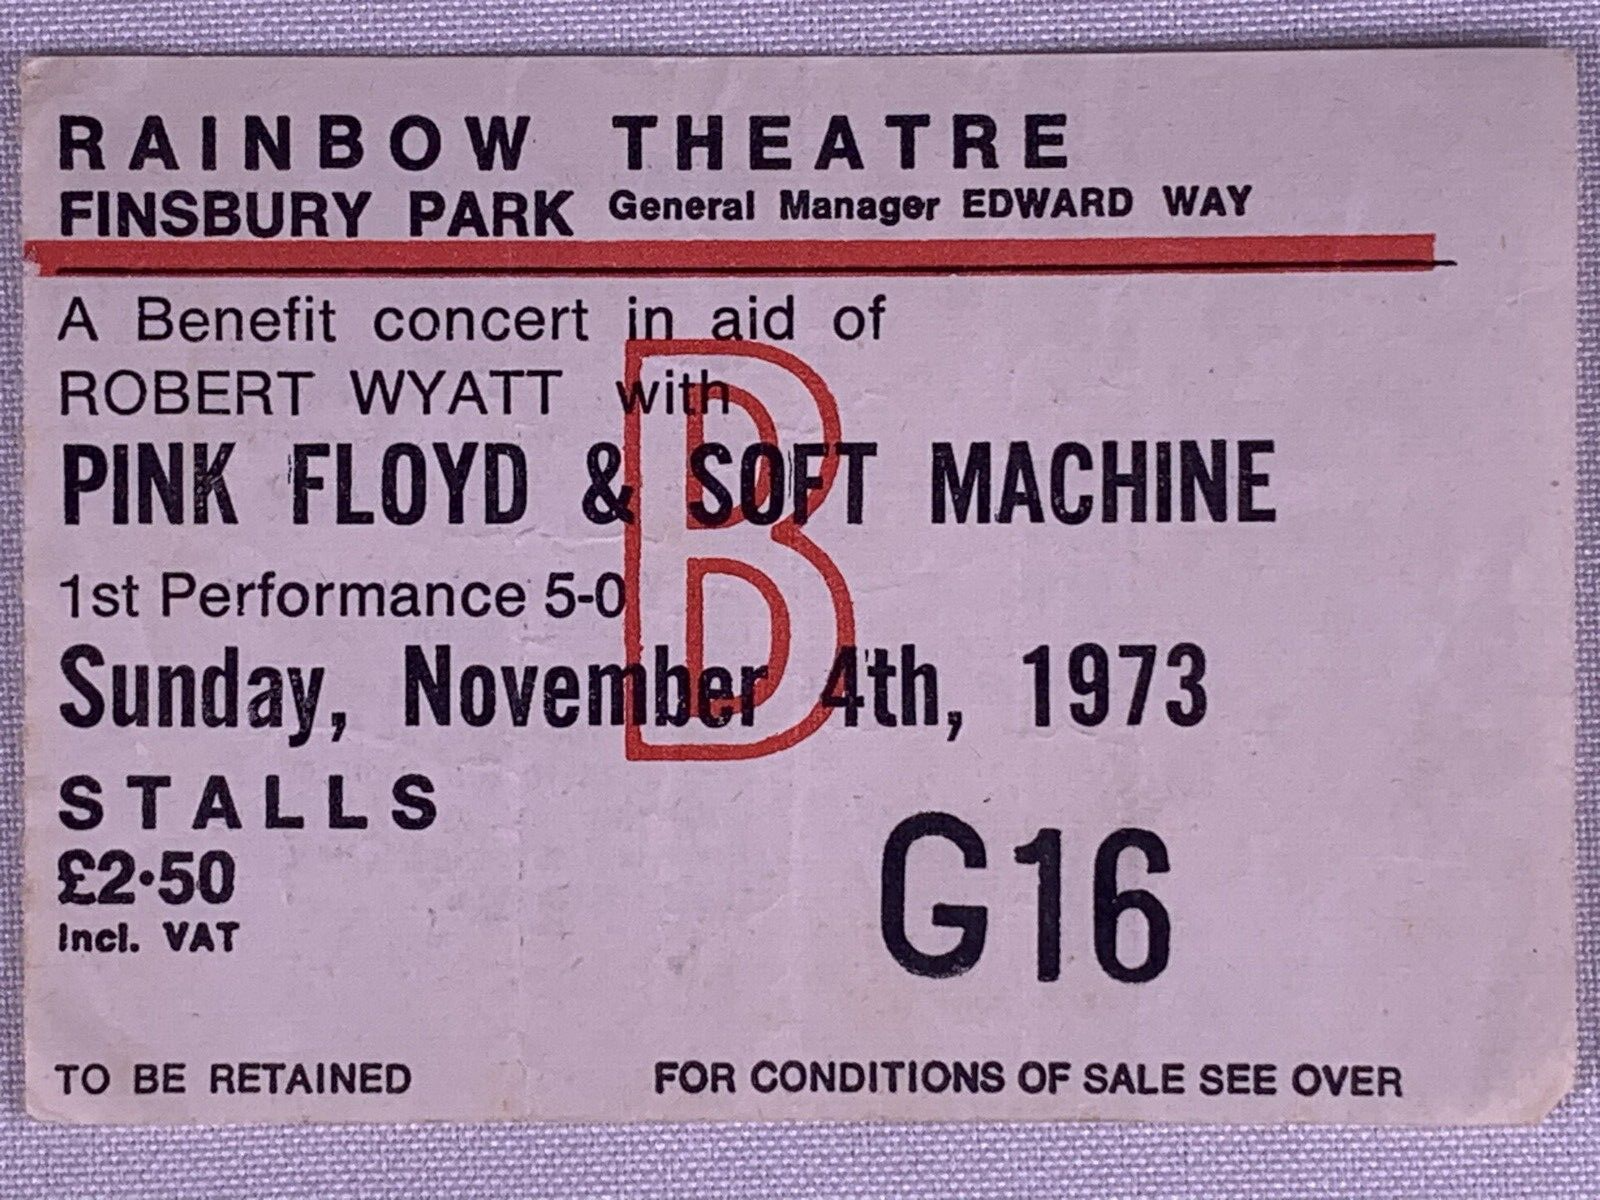 RAINBOW THEATRE
FINSBURY PARK General Manager EDWARD WAY
A Benefit concert in aid of
ROBERT WYATT with
PINK FLOYD & SOFT MACHINE
B
1st Performance 5-0
Sunday, November 4th, 1973
STALLS
£2·50
Incl. VAT
G16
TO BE RETAINED FOR CONDITIONS OF SALE SEE OVER